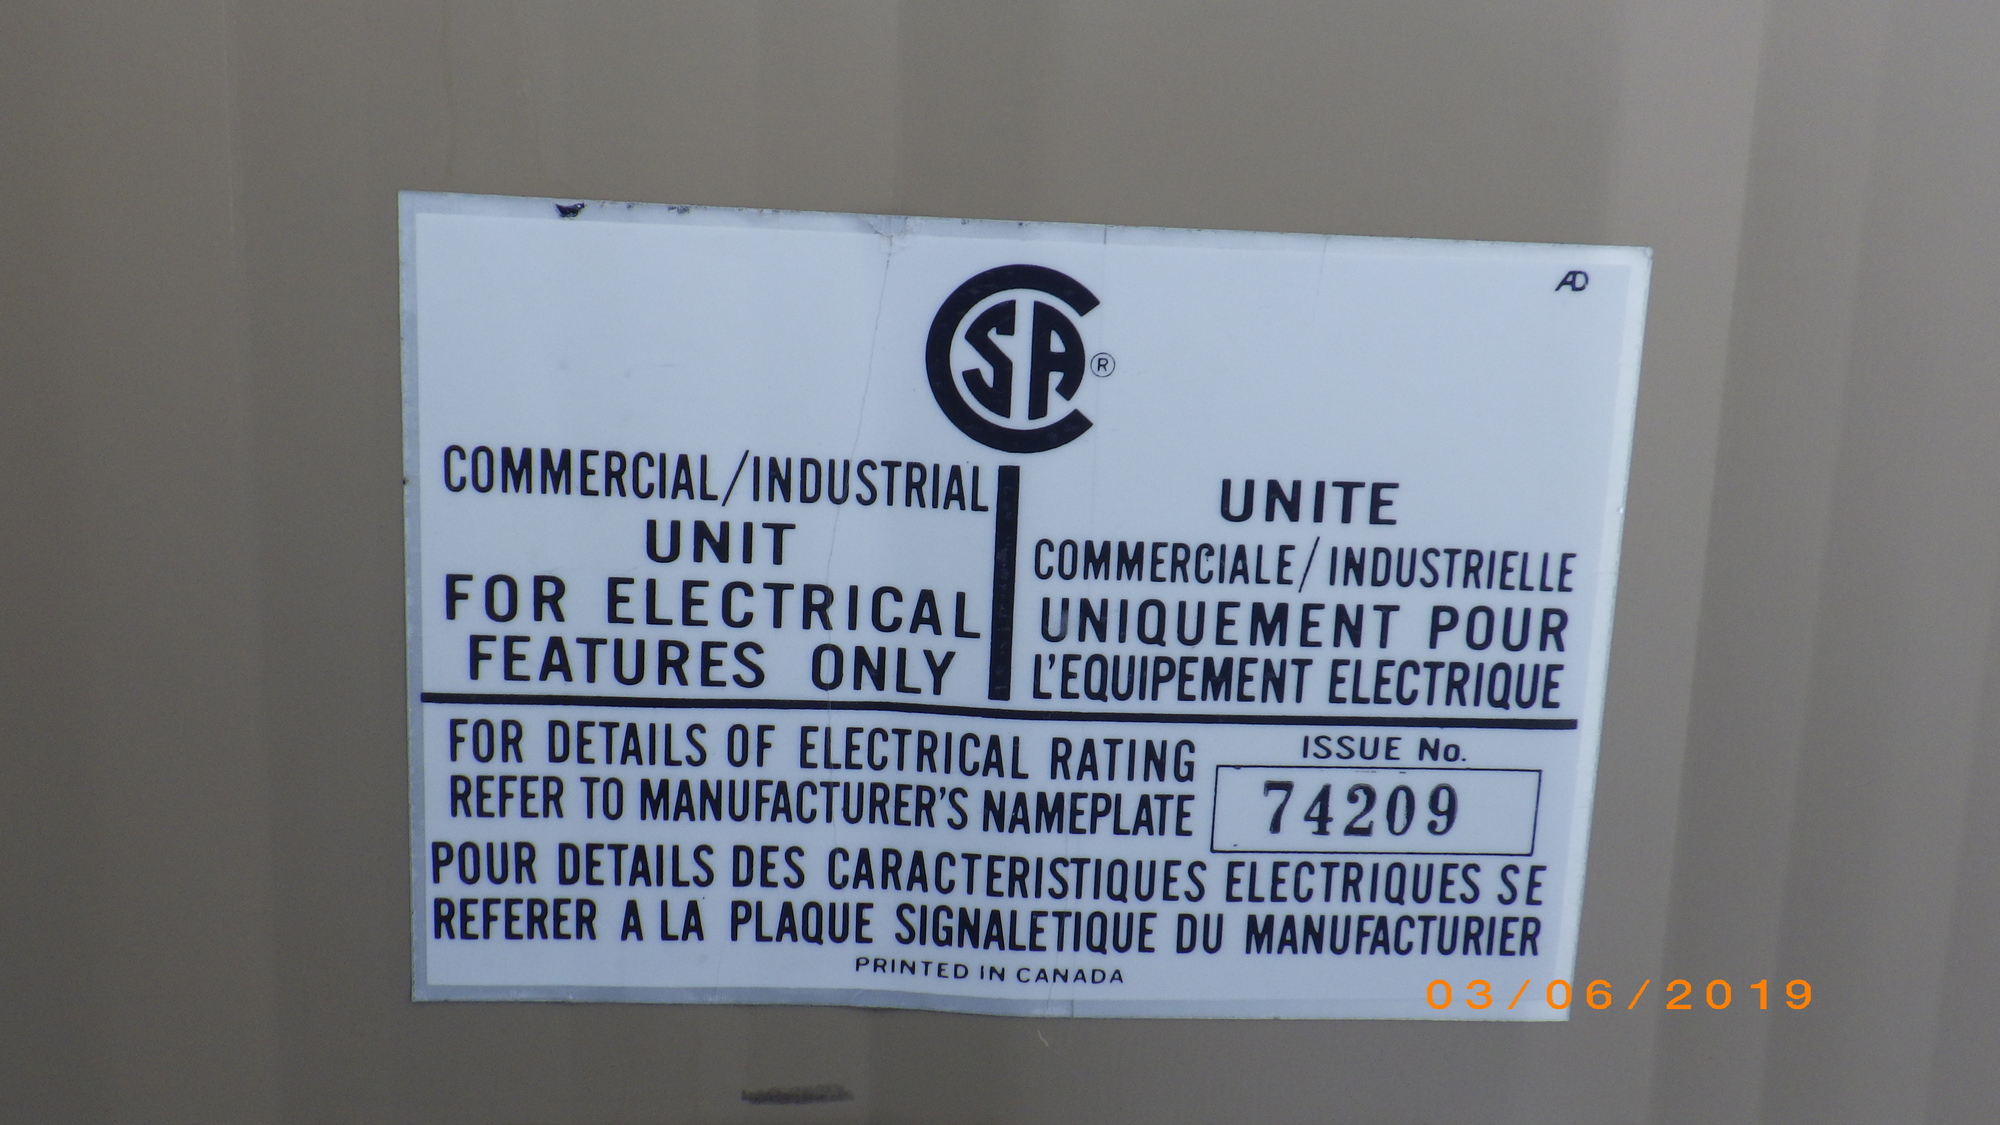 AD
CSA ®
COMMERCIAL/INDUSTRIAL
UNIT
FOR ELECTRICAL
FEATURES ONLY
UNITE
COMMERCIALE/INDUSTRIELLE
UNIQUEMENT POUR
L'EQUIPEMENT ELECTRIQUE
FOR DETAILS OF ELECTRICAL RATING
REFER TO MANUFACTURER'S NAMEPLATE
ISSUE No.
74209
POUR DETAILS DES CARACTERISTIQUES ELECTRIQUES SE
REFERER A LA PLAQUE SIGNALETIQUE DU MANUFACTURIER
PRINTED IN CANADA
03/06/2019